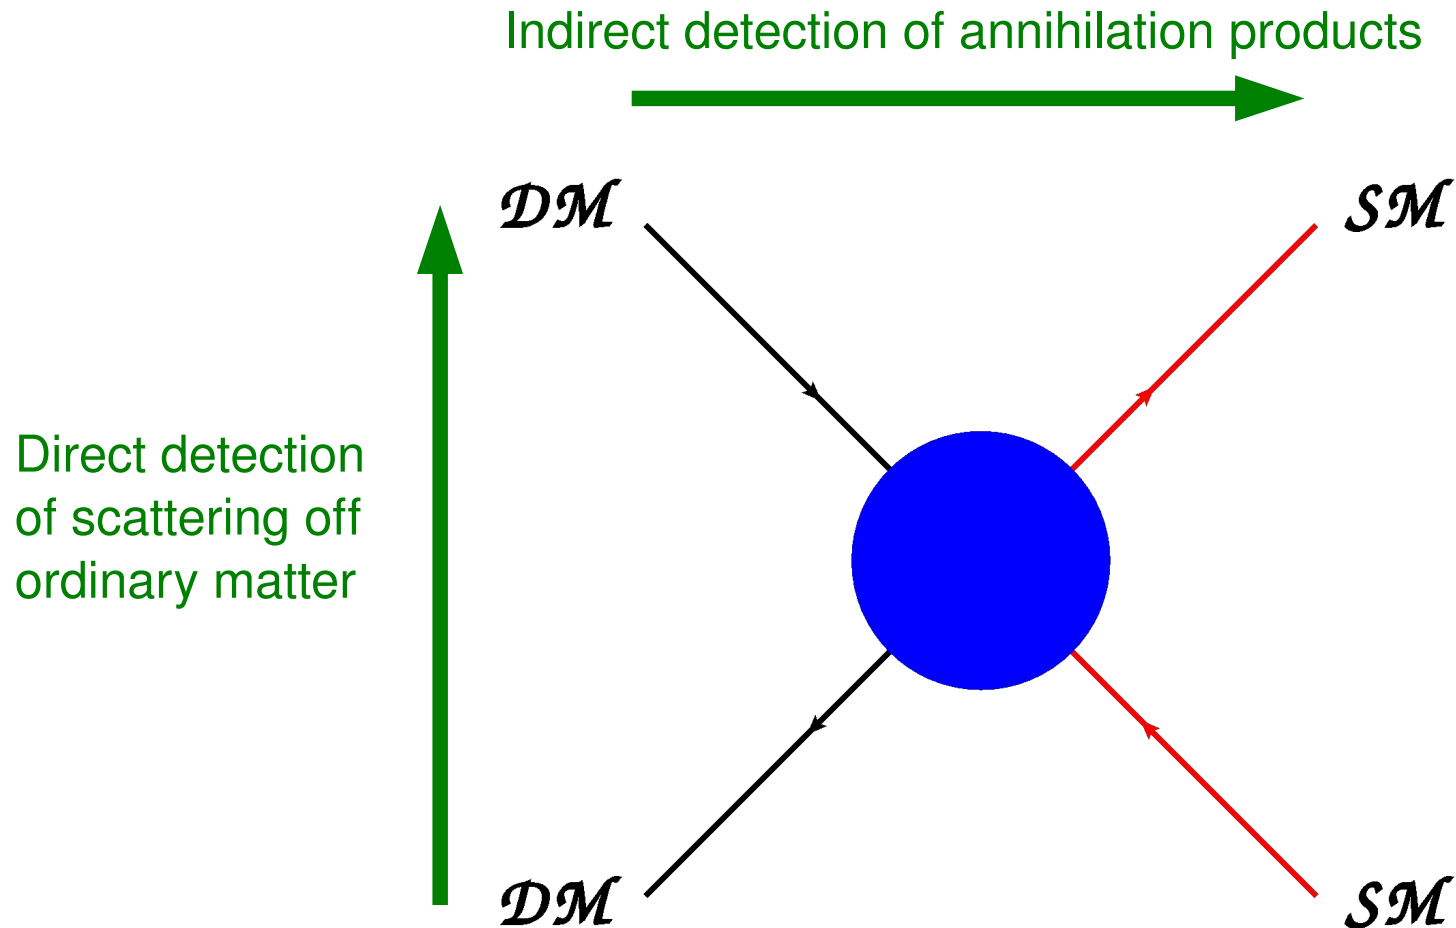 Indirect detection of annihilation products
DM
SM
Direct detection
of scattering off
ordinary matter
DM
SM